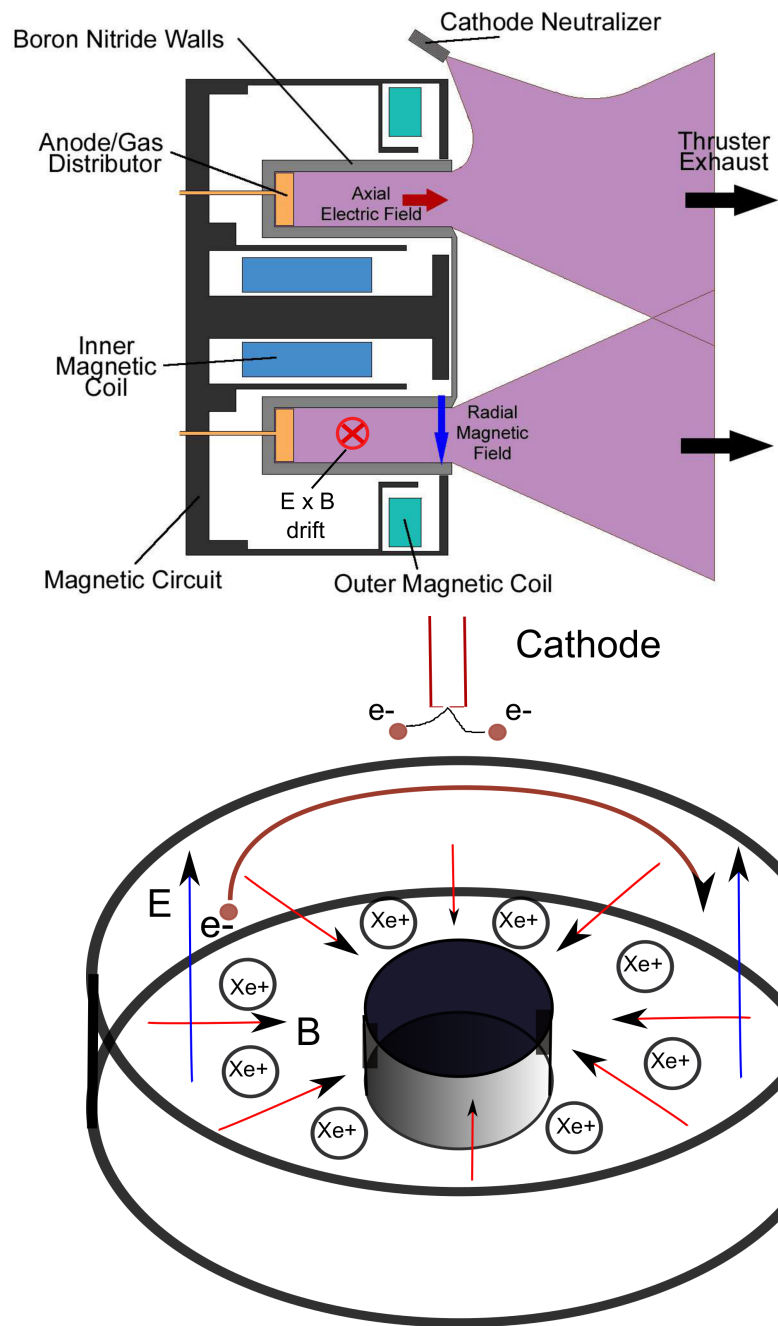 Cathode Neutralizer
Boron Nitride Walls
Anode/Gas
Distributor
Thruster
Exhaust
Axial
Electric Field
Inner
Magnetic
Coil
Radial
Magnetic
Field
E x B
drift
Magnetic Circuit
Outer Magnetic Coil
Cathode
e-
e-
E
e-
Xe+
Xe+
Xe+
Xe+
B
Xe+
Xe+
Xe+
Xe+